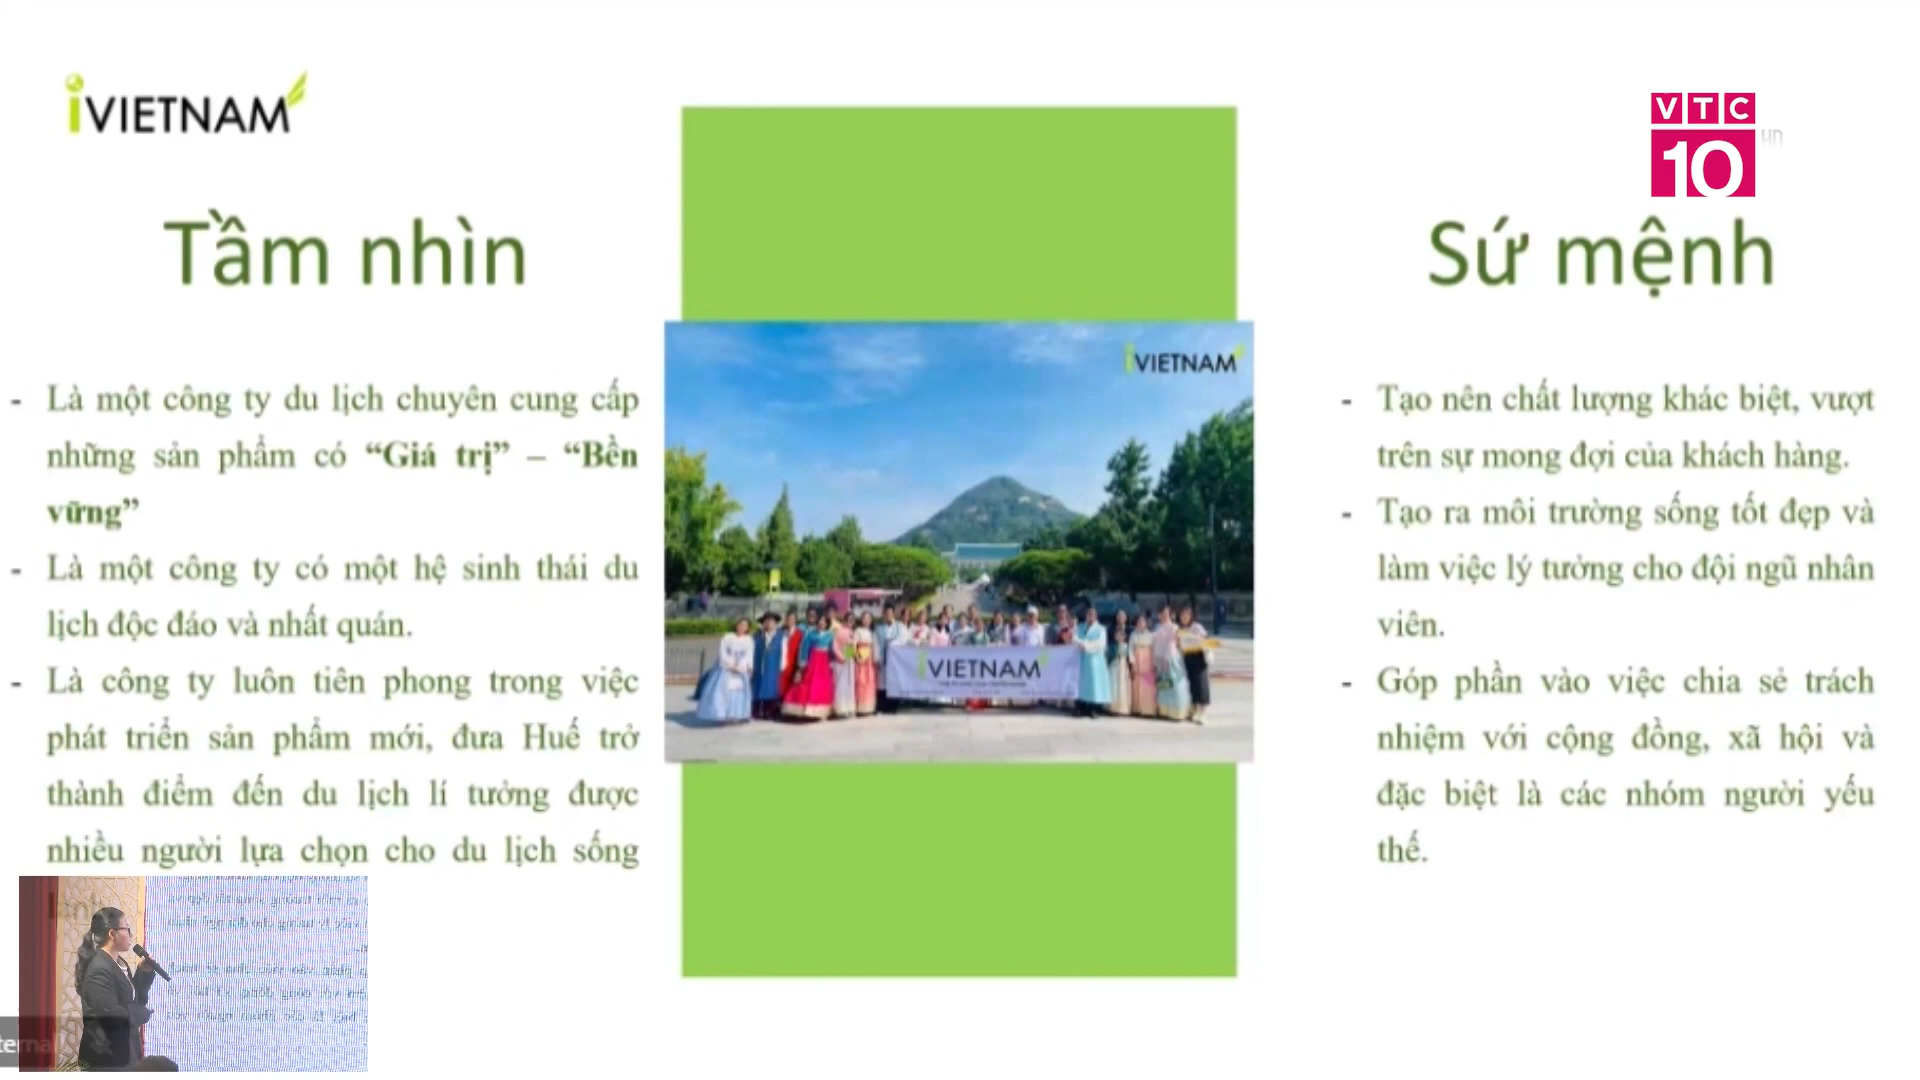 iVIETNAM
VTC
10
Tầm nhìn
- Là một công ty du lịch chuyên cung cấp
những sản phẩm có “Giá trị” – “Bền
vững”
- Là một công ty có một hệ sinh thái du
lịch độc đáo và nhất quán.
- Là công ty luôn tiên phong trong việc
phát triển sản phẩm mới, đưa Huế trở
thành điểm đến du lịch lí tưởng được
nhiều người lựa chọn cho du lịch sống
iVIETNAM
iVIETNAM
Sứ mệnh
- Tạo nên chất lượng khác biệt, vượt
trên sự mong đợi của khách hàng.
- Tạo ra môi trường sống tốt đẹp và
làm việc lý tưởng cho đội ngũ nhân
viên.
- Góp phần vào việc chia sẻ trách
nhiệm với cộng đồng, xã hội và
đặc biệt là các nhóm người yếu
thế.